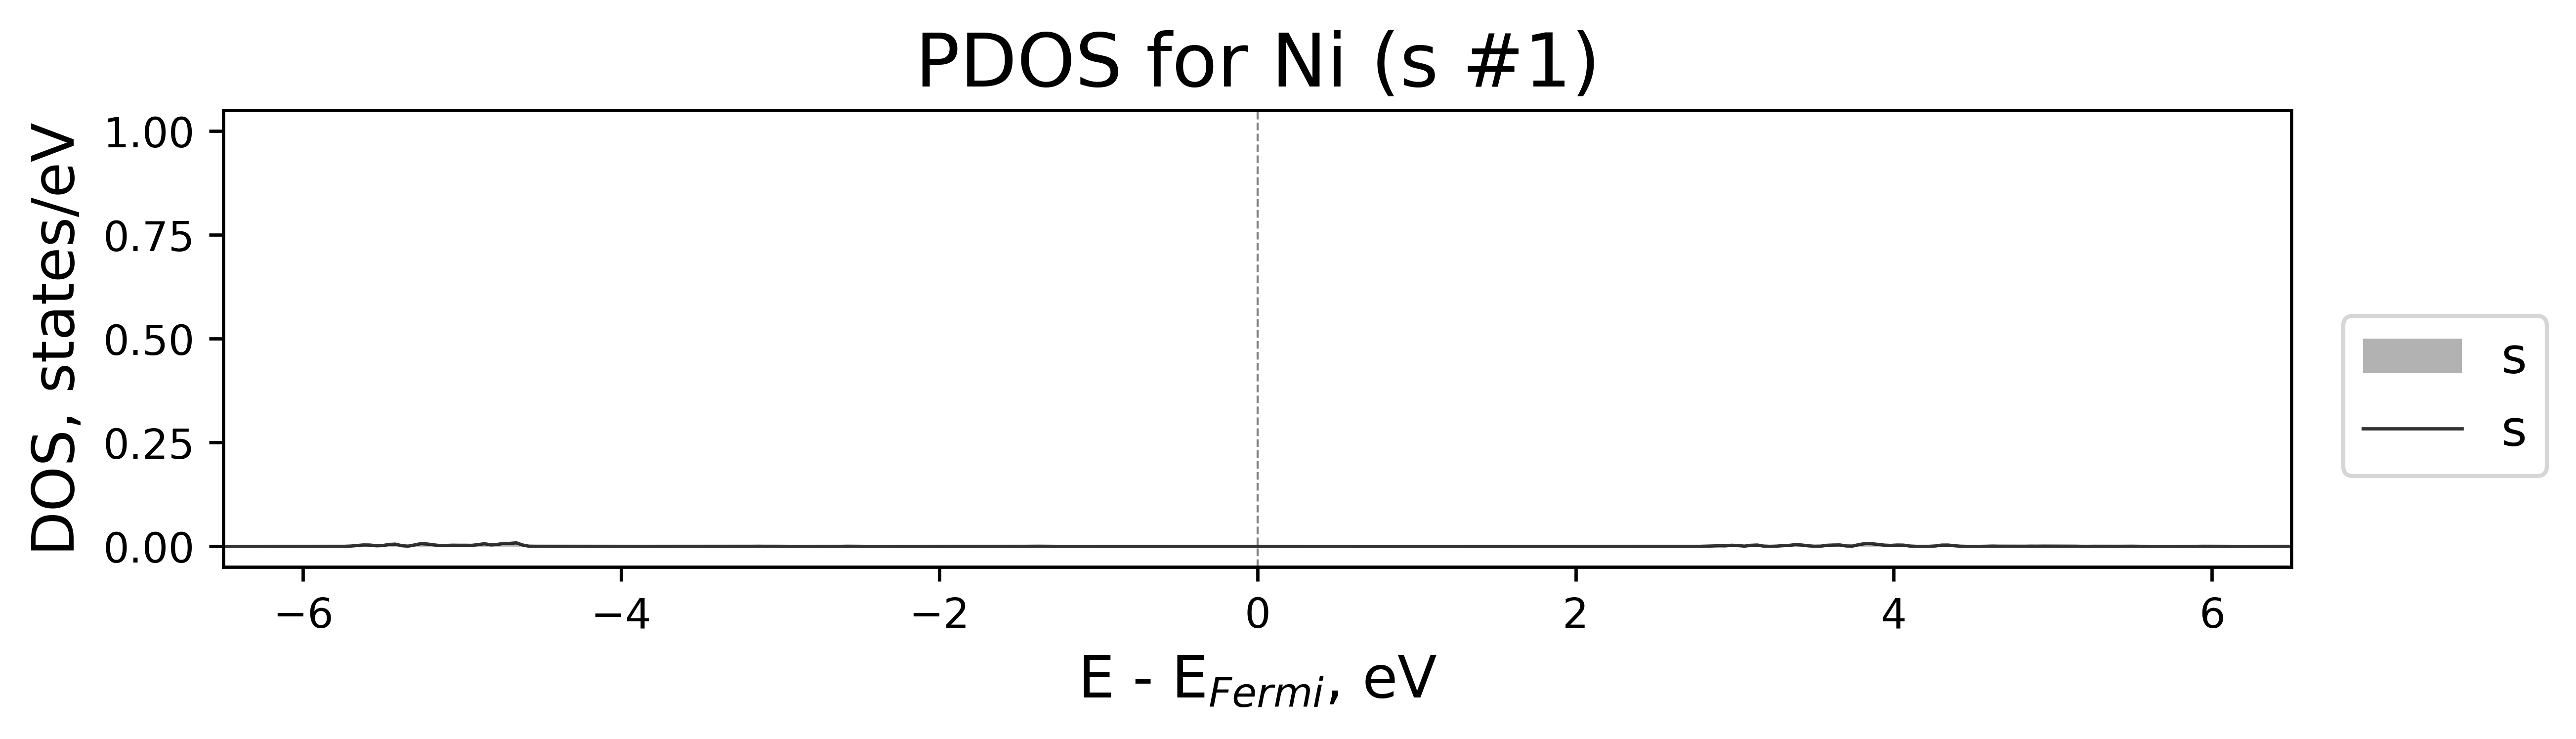 PDOS for Ni (s #1)
DOS, states/eV
1.00
0.75
0.50
0.25
0.00
−6
−4
−2
0
2
4
6
E - E_Fermi, eV
s
s